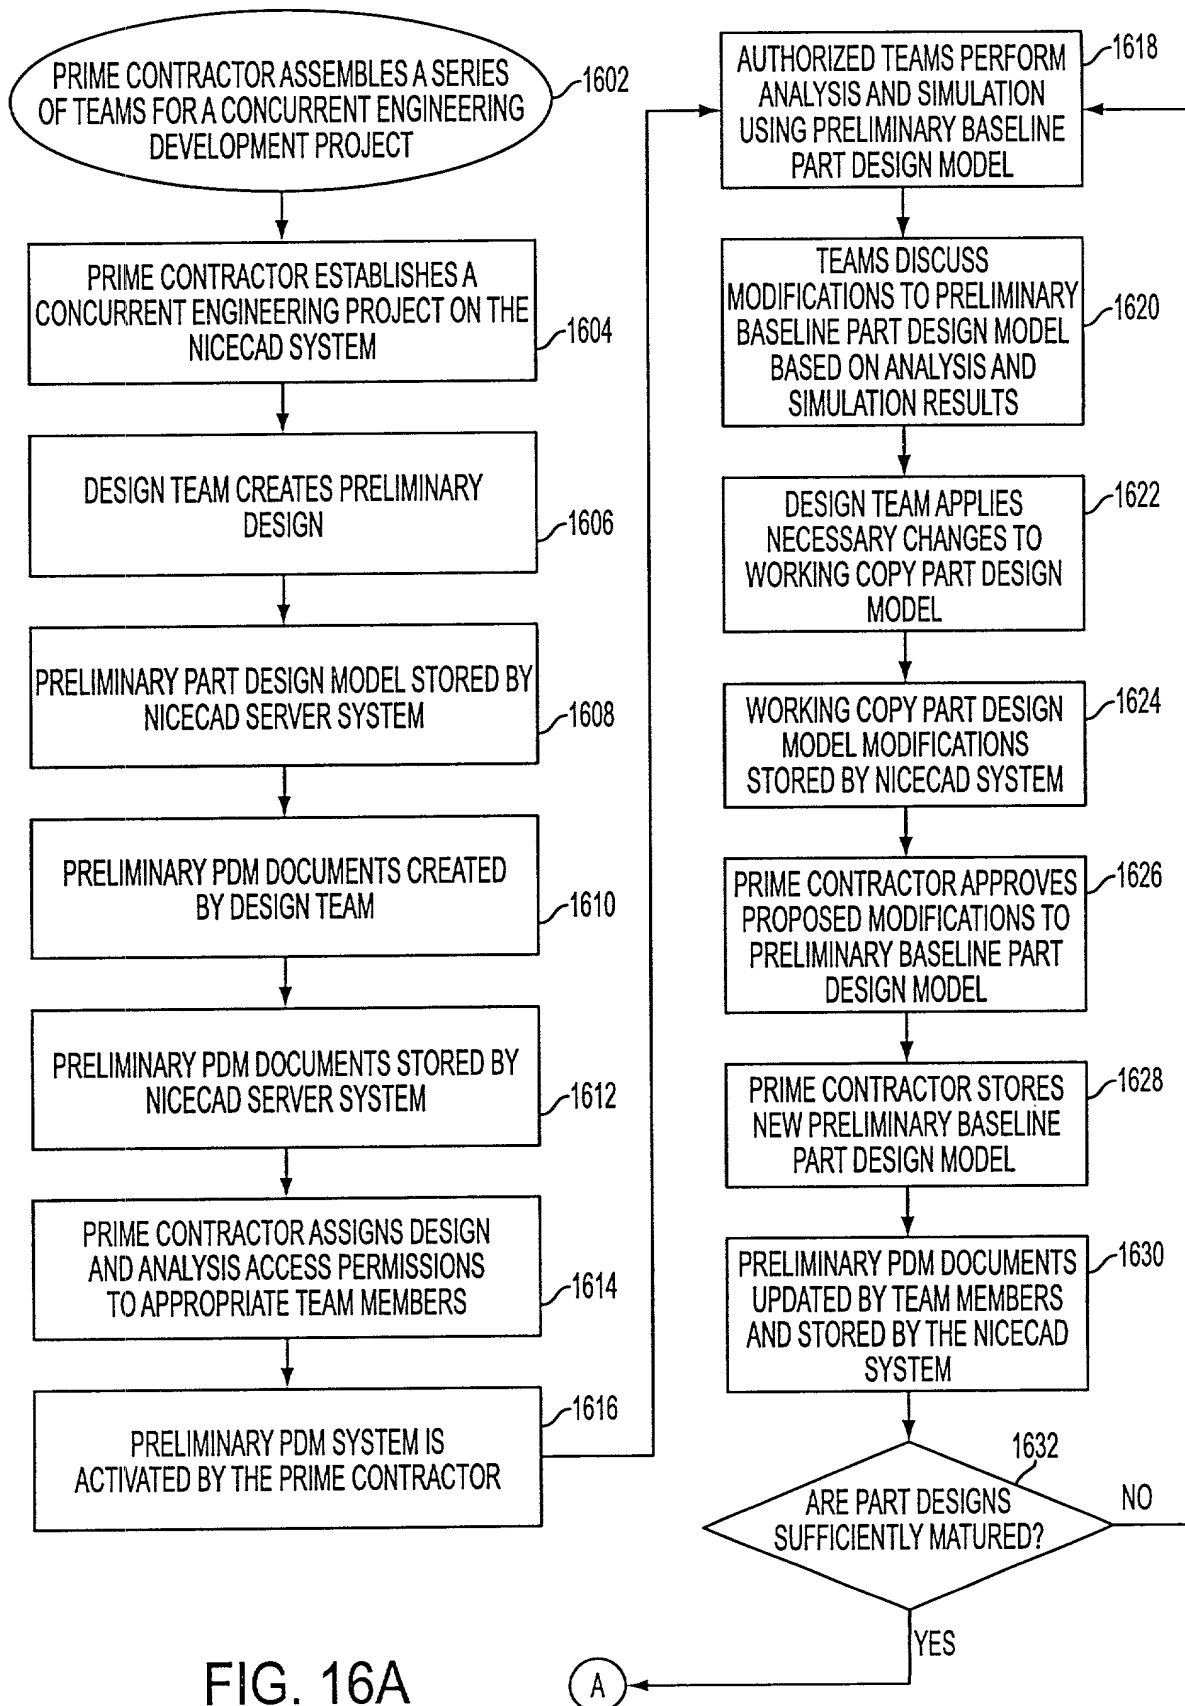 PRIME CONTRACTOR ASSEMBLES A SERIES
OF TEAMS FOR A CONCURRENT ENGINEERING
DEVELOPMENT PROJECT
1602
PRIME CONTRACTOR ESTABLISHES A
CONCURRENT ENGINEERING PROJECT ON THE
NICECAD SYSTEM
1604
DESIGN TEAM CREATES PRELIMINARY
DESIGN
1606
PRELIMINARY PART DESIGN MODEL STORED BY
NICECAD SERVER SYSTEM
1608
PRELIMINARY PDM DOCUMENTS CREATED
BY DESIGN TEAM
1610
PRELIMINARY PDM DOCUMENTS STORED BY
NICECAD SERVER SYSTEM
1612
PRIME CONTRACTOR ASSIGNS DESIGN
AND ANALYSIS ACCESS PERMISSIONS
TO APPROPRIATE TEAM MEMBERS
1614
PRELIMINARY PDM SYSTEM IS
ACTIVATED BY THE PRIME CONTRACTOR
1616
AUTHORIZED TEAMS PERFORM
ANALYSIS AND SIMULATION
USING PRELIMINARY BASELINE
PART DESIGN MODEL
1618
TEAMS DISCUSS
MODIFICATIONS TO PRELIMINARY
BASELINE PART DESIGN MODEL
BASED ON ANALYSIS AND
SIMULATION RESULTS
1620
DESIGN TEAM APPLIES
NECESSARY CHANGES TO
WORKING COPY PART DESIGN
MODEL
1622
WORKING COPY PART DESIGN
MODEL MODIFICATIONS
STORED BY NICECAD SYSTEM
1624
PRIME CONTRACTOR APPROVES
PROPOSED MODIFICATIONS TO
PRELIMINARY BASELINE PART
DESIGN MODEL
1626
PRIME CONTRACTOR STORES
NEW PRELIMINARY BASELINE
PART DESIGN MODEL
1628
PRELIMINARY PDM DOCUMENTS
UPDATED BY TEAM MEMBERS
AND STORED BY THE NICECAD
SYSTEM
1630
1632
ARE PART DESIGNS
SUFFICIENTLY MATURED?
NO
YES
A
FIG. 16A